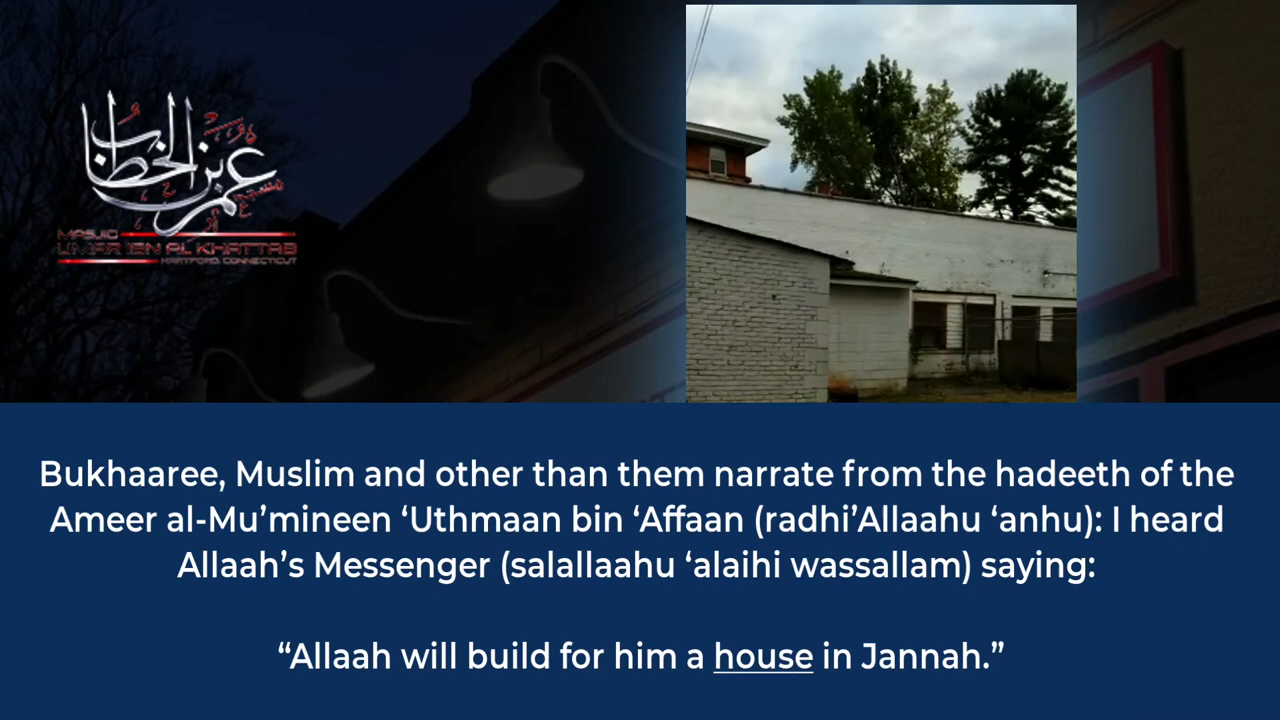 عمر بن الخطاب
مسجد
MASJID
UMAR IBN AL KHATTAB
HARTFORD, CONNECTICUT
Bukhaaree, Muslim and other than them narrate from the hadeeth of the
Ameer al-Mu’mineen ‘Uthmaan bin ‘Affaan (radhi’Allaahu ‘anhu): I heard
Allaah’s Messenger (salallaahu ‘alaihi wassallam) saying:
“Allaah will build for him a house in Jannah.”